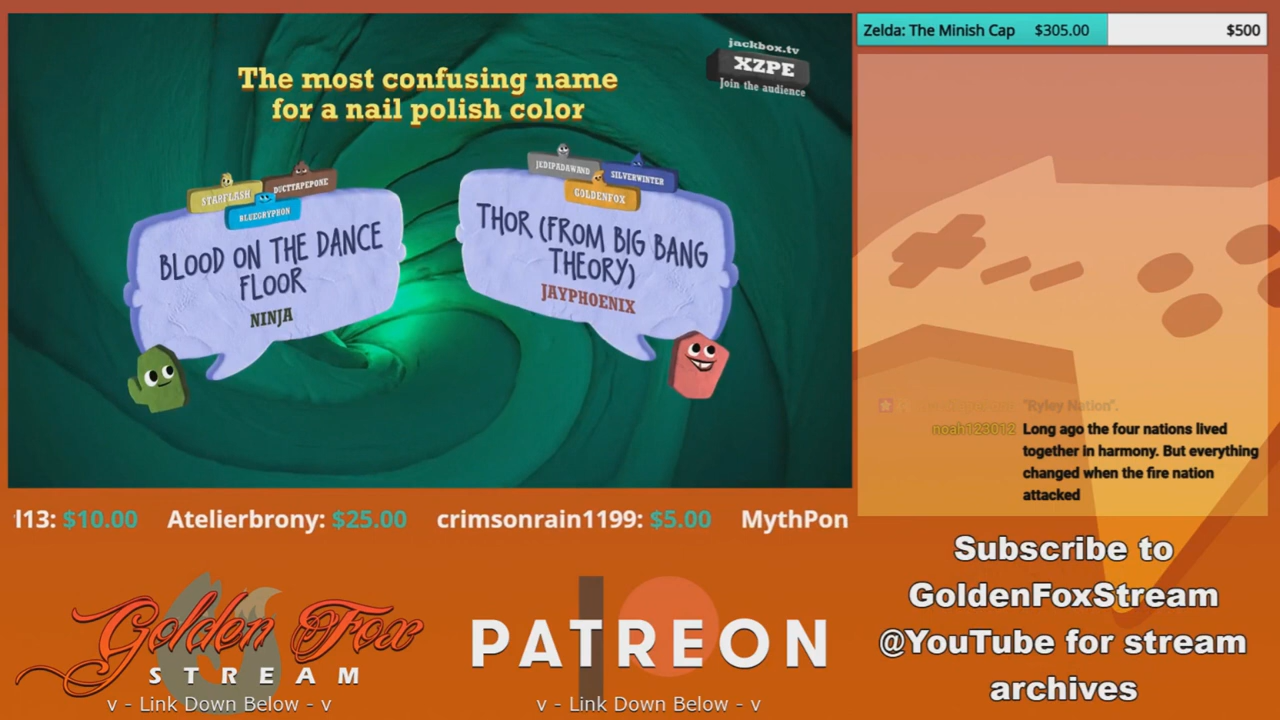 The most confusing name
for a nail polish color
jackbox.tv
XZPE
Join the audience
STARFLASH
DUCTTAPEPONE
BLUEGRYPHON
BLOOD ON THE DANCE
FLOOR
NINJA
JEDIPADAWAND
SILVERWINTER
GOLDENFOX
THOR (FROM BIG BANG
THEORY)
JAYPHOENIX
Zelda: The Minish Cap $305.00 $500
"Ryley Nation".
noah123012 Long ago the four nations lived
together in harmony. But everything
changed when the fire nation
attacked
l13: $10.00 Atelierbrony: $25.00 crimsonrain1199: $5.00 MythPon
Golden Fox
STREAM
v - Link Down Below - v
PATREON
v - Link Down Below - v
Subscribe to
GoldenFoxStream
@YouTube for stream
archives